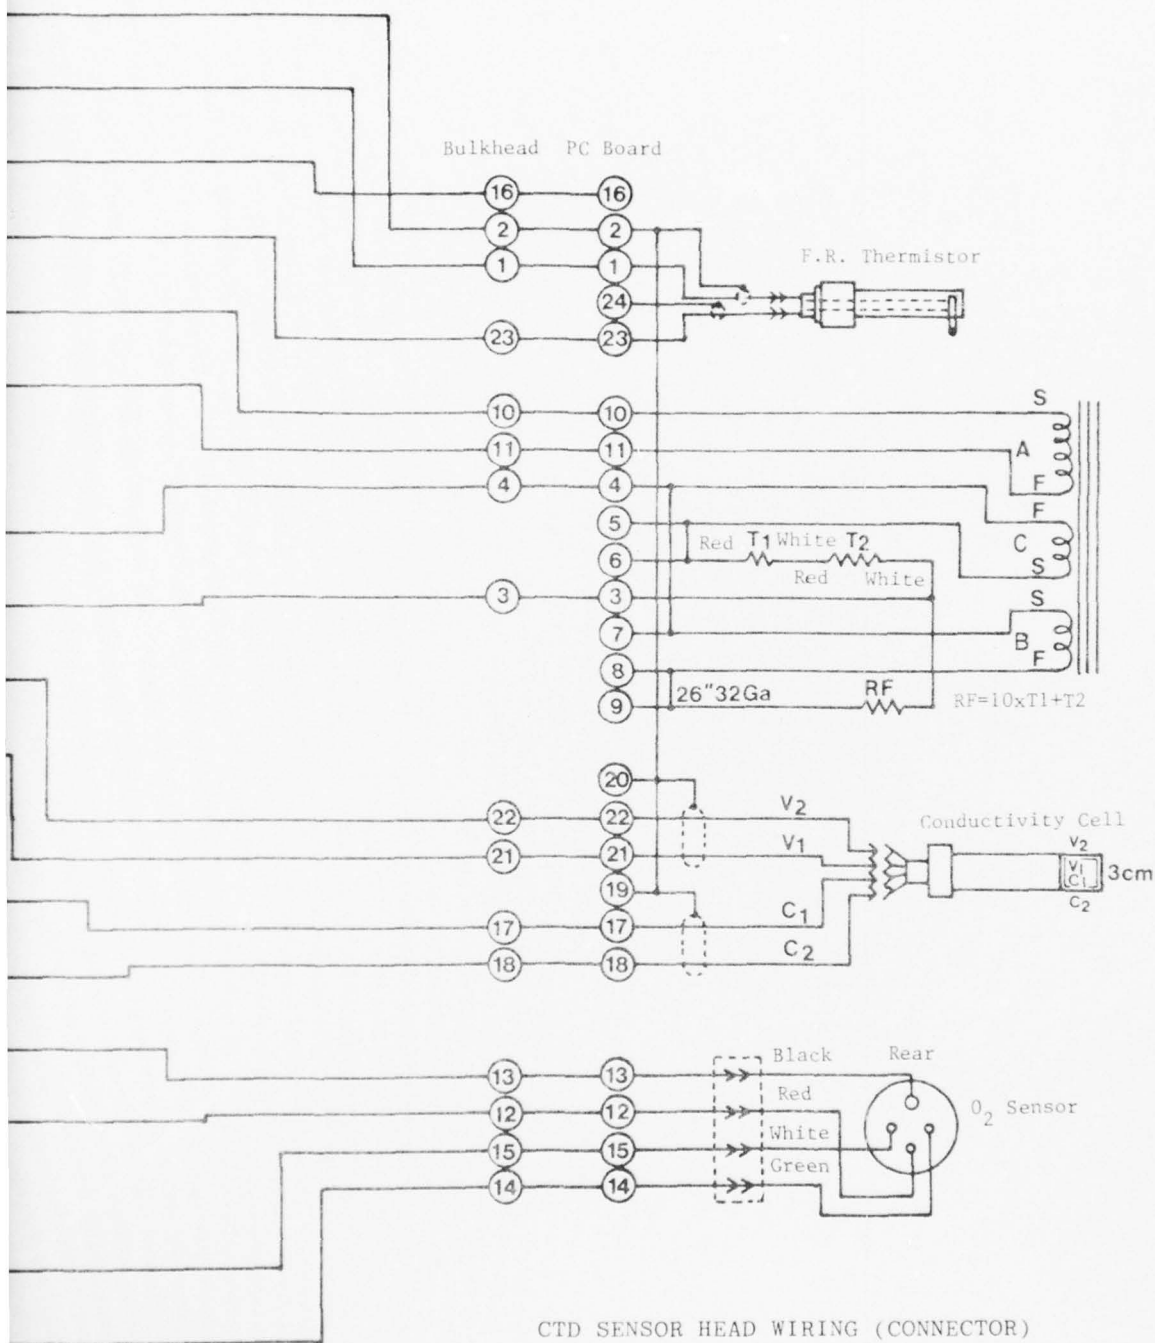 Bulkhead PC Board
16 16
2 2
1 1
F.R. Thermistor
24
23 23
10 10 S
11 11 A
4 4 F
F
5 C
Red T1 White T2
6 S
Red White
3 3 S
7 B
8 F
26"32Ga RF RF=10xT1+T2
9
20
22 22 V2
Conductivity Cell
21 21 V1
V2
V1
C1
3cm
C2
19
17 17 C1
18 18 C2
13 13 Black Rear
12 12 Red O2 Sensor
15 15 White
14 14 Green
CTD SENSOR HEAD WIRING (CONNECTOR)